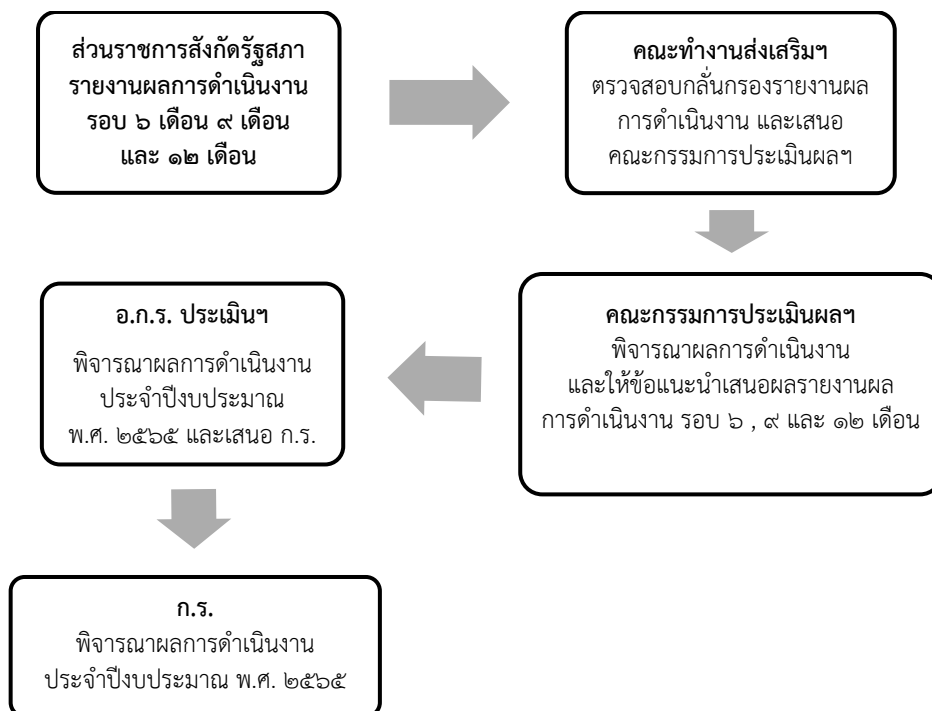 ส่วนราชการสังกัดรัฐสภา
รายงานผลการดำเนินงาน
รอบ ๖ เดือน ๙ เดือน
และ ๑๒ เดือน
คณะทำงานส่งเสริมฯ
ตรวจสอบกลั่นกรองรายงานผล
การดำเนินงาน และเสนอ
คณะกรรมการประเมินผลฯ
คณะกรรมการประเมินผลฯ
พิจารณาผลการดำเนินงาน
และให้ข้อแนะนำเสนอผลรายงานผล
การดำเนินงาน รอบ ๖ , ๙ และ ๑๒ เดือน
อ.ก.ร. ประเมินฯ
พิจารณาผลการดำเนินงาน
ประจำปีงบประมาณ
พ.ศ. ๒๕๖๕ และเสนอ ก.ร.
ก.ร.
พิจารณาผลการดำเนินงาน
ประจำปีงบประมาณ พ.ศ. ๒๕๖๕